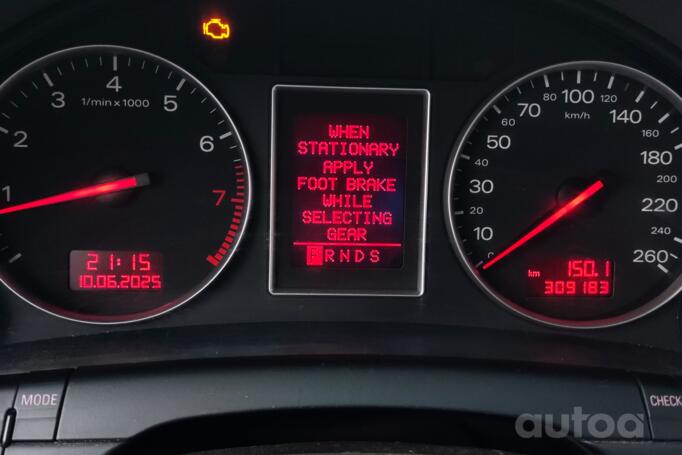 1/min x 1000
1
2
3
4
5
6
7
21:15
10.06.2025
WHEN
STATIONARY
APPLY
FOOT BRAKE
WHILE
SELECTING
GEAR
PRNDS
km/h
10
20
30
40
50
60
70
80
100
120
140
160
180
200
220
240
260
km
150.1
309183
MODE
CHECK
autoa